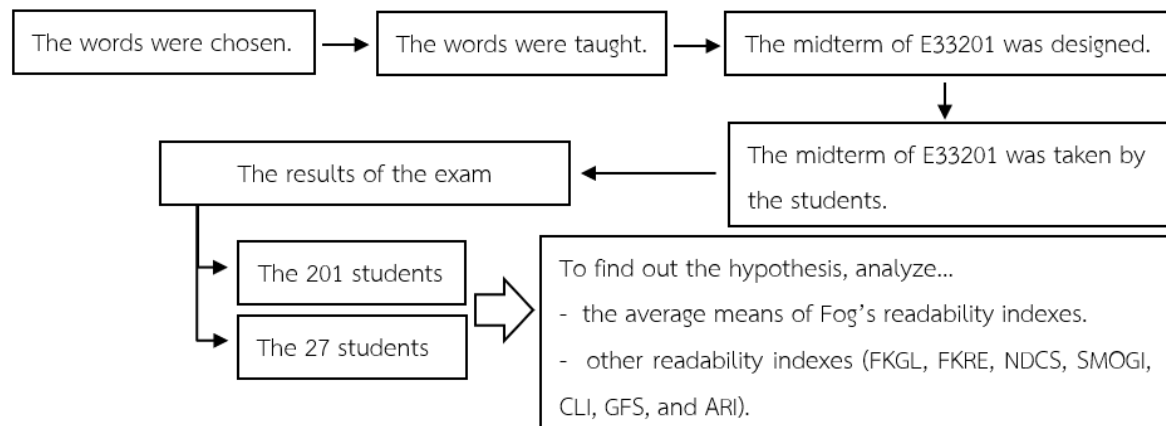 The words were chosen.
The words were taught.
The midterm of E33201 was designed.
The midterm of E33201 was taken by
the students.
The results of the exam
The 201 students
The 27 students
To find out the hypothesis, analyze...
- the average means of Fog's readability indexes.
- other readability indexes (FKGL, FKRE, NDCS, SMOGI,
CLI, GFS, and ARI).